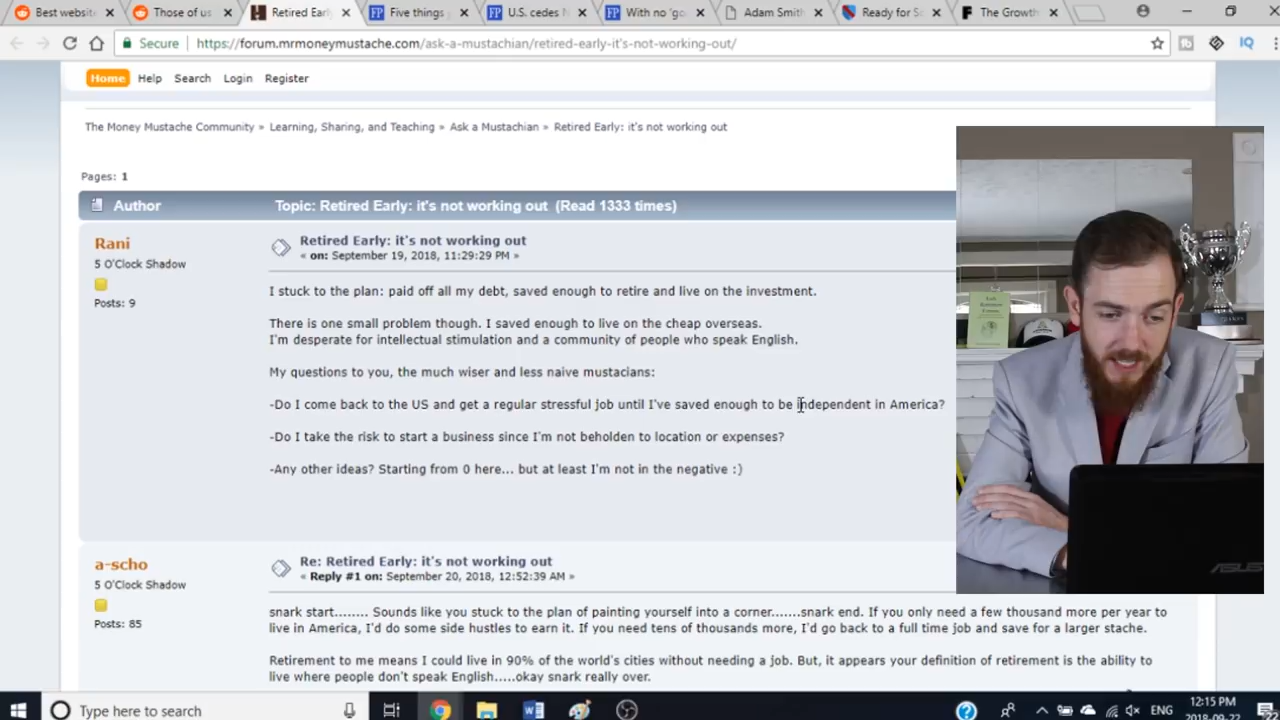 Best website
Those of us
Retired Earl
Five things
U.S. cedes N
With no 'go
Adam Smith
Ready for S
The Growth
Secure
https://forum.mrmoneymustache.com/ask-a-mustachian/retired-early-it's-not-working-out/
Home Help Search Login Register
The Money Mustache Community » Learning, Sharing, and Teaching » Ask a Mustachian » Retired Early: it's not working out
Pages: 1
Author Topic: Retired Early: it's not working out (Read 1333 times)
Rani
5 O'Clock Shadow
Posts: 9
Retired Early: it's not working out
« on: September 19, 2018, 11:29:29 PM »
I stuck to the plan: paid off all my debt, saved enough to retire and live on the investment.
There is one small problem though. I saved enough to live on the cheap overseas.
I'm desperate for intellectual stimulation and a community of people who speak English.
My questions to you, the much wiser and less naive mustacians:
-Do I come back to the US and get a regular stressful job until I've saved enough to be independent in America?
-Do I take the risk to start a business since I'm not beholden to location or expenses?
-Any other ideas? Starting from 0 here... but at least I'm not in the negative :)
a-scho
5 O'Clock Shadow
Posts: 85
Re: Retired Early: it's not working out
« Reply #1 on: September 20, 2018, 12:52:39 AM »
snark start........ Sounds like you stuck to the plan of painting yourself into a corner.......snark end. If you only need a few thousand more per year to
live in America, I'd do some side hustles to earn it. If you need tens of thousands more, I'd go back to a full time job and save for a larger stache.
Retirement to me means I could live in 90% of the world's cities without needing a job. But, it appears your definition of retirement is the ability to
live where people don't speak English.....okay snark really over.
ASUS
Type here to search
ENG
12:15 PM